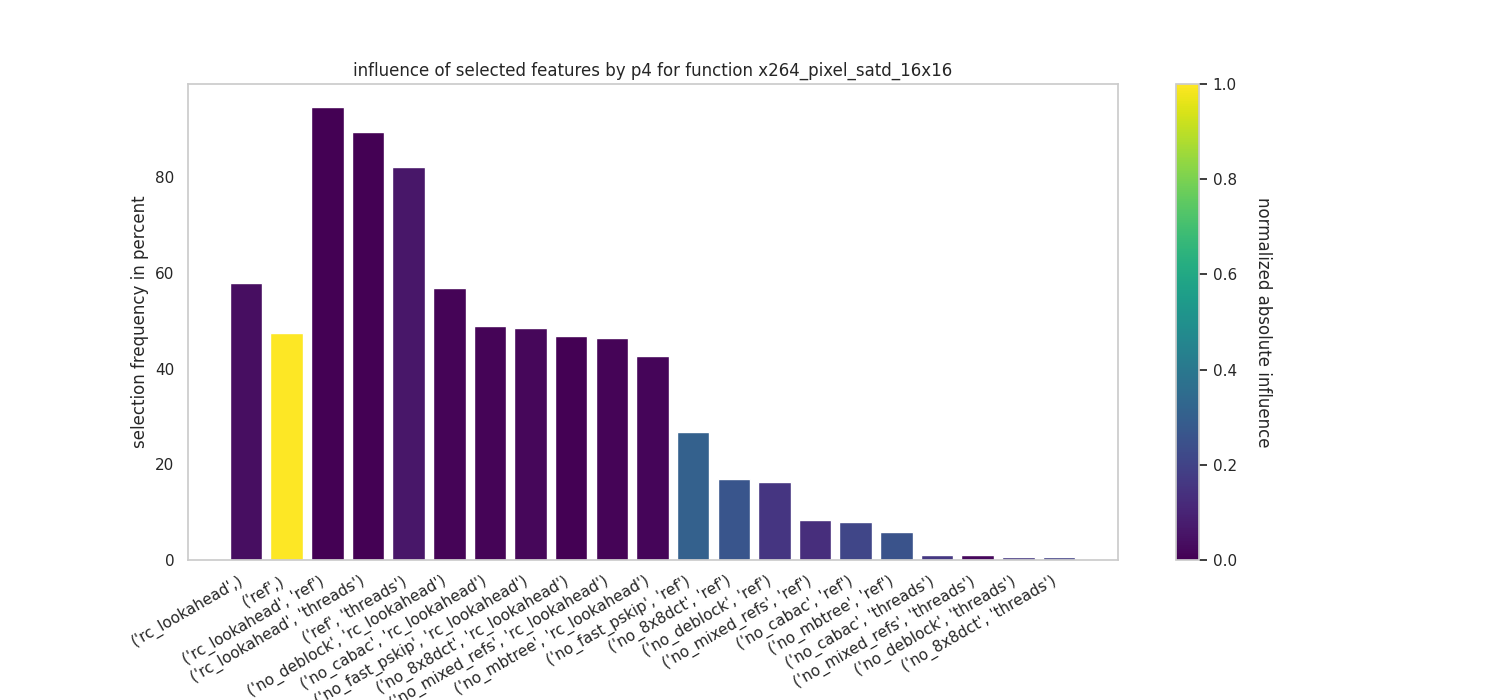 influence of selected features by p4 for function x264_pixel_satd_16x16
selection frequency in percent
80
60
40
20
0
('rc_lookahead',)
('ref',)
('rc_lookahead', 'ref')
('rc_lookahead', 'threads')
('ref', 'threads')
('no_deblock', 'rc_lookahead')
('no_cabac', 'rc_lookahead')
('no_fast_pskip', 'rc_lookahead')
('no_8x8dct', 'rc_lookahead')
('no_mixed_refs', 'rc_lookahead')
('no_mbtree', 'rc_lookahead')
('no_fast_pskip', 'ref')
('no_8x8dct', 'ref')
('no_deblock', 'ref')
('no_mixed_refs', 'ref')
('no_cabac', 'ref')
('no_mbtree', 'ref')
('no_cabac', 'threads')
('no_mixed_refs', 'threads')
('no_deblock', 'threads')
('no_8x8dct', 'threads')
1.0
0.8
0.6
0.4
0.2
0.0
normalized absolute influence